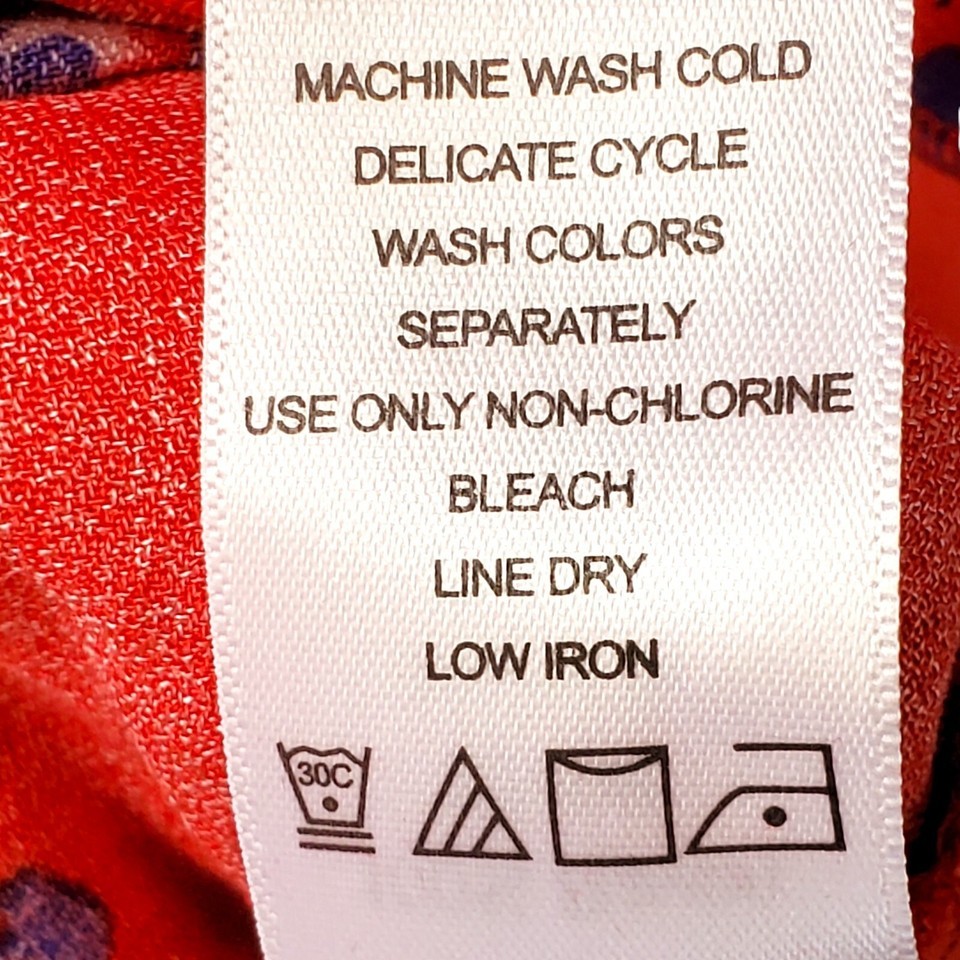 MACHINE WASH COLD
DELICATE CYCLE
WASH COLORS
SEPARATELY
USE ONLY NON-CHLORINE
BLEACH
LINE DRY
LOW IRON
30C